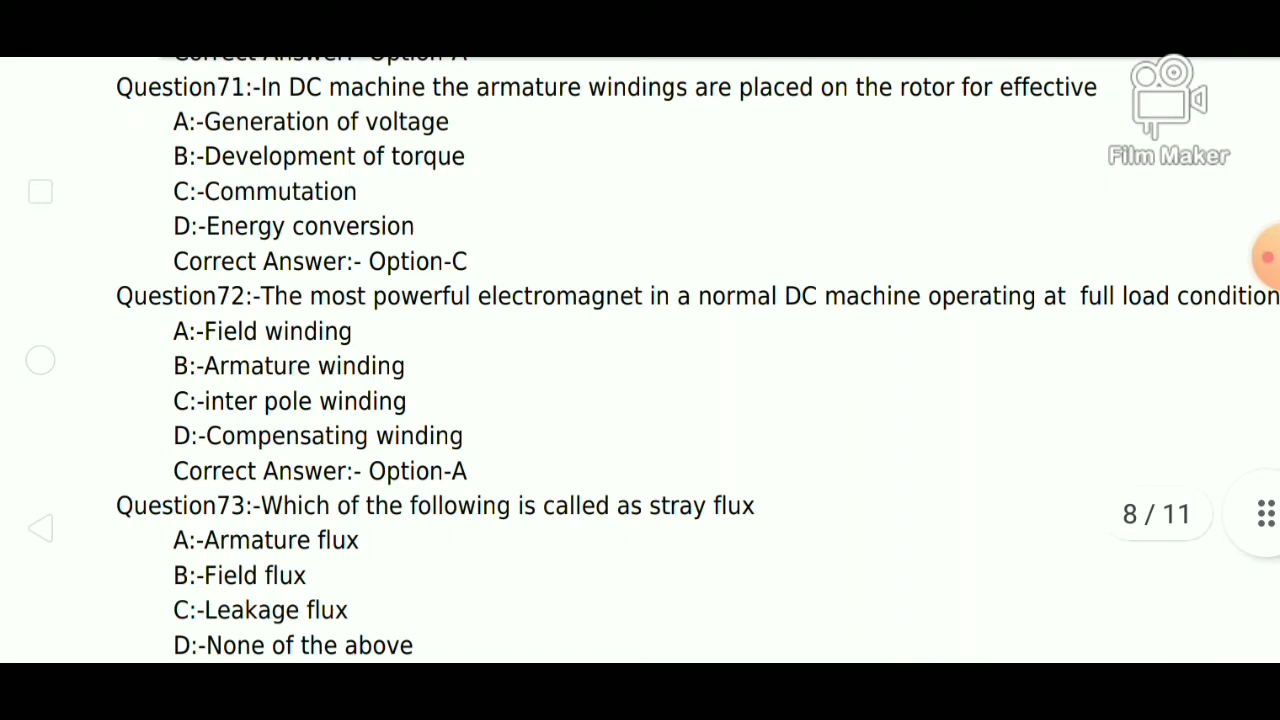 Correct Answer:- Option-A
Question71:-In DC machine the armature windings are placed on the rotor for effective
A:-Generation of voltage
B:-Development of torque
C:-Commutation
D:-Energy conversion
Correct Answer:- Option-C
Question72:-The most powerful electromagnet in a normal DC machine operating at  full load condition
A:-Field winding
B:-Armature winding
C:-inter pole winding
D:-Compensating winding
Correct Answer:- Option-A
Question73:-Which of the following is called as stray flux
A:-Armature flux
B:-Field flux
C:-Leakage flux
D:-None of the above
Film Maker
8 / 11